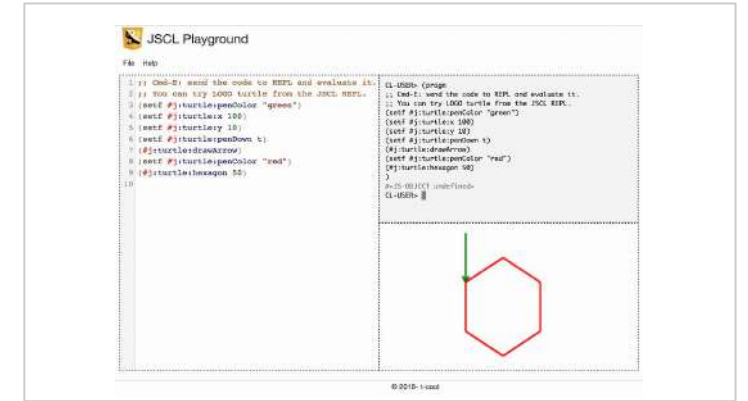 JSCL Playground
File Help
1 ;; Cmd-E: send the code to REPL and evaluate it.
2 ;; You can try LOGO turtle from the JSCL REPL.
3 (setf #j:turtle:penColor "green")
4 (setf #j:turtle:x 100)
5 (setf #j:turtle:y 10)
6 (setf #j:turtle:penDown t)
7 (#j:turtle:drawArrow)
8 (setf #j:turtle:penColor "red")
9 (#j:turtle:hexagon 50)
10
CL-USER> (progn
;; Cmd-E: send the code to REPL and evaluate it.
;; You can try LOGO turtle from the JSCL REPL.
(setf #j:turtle:penColor "green")
(setf #j:turtle:x 100)
(setf #j:turtle:y 10)
(setf #j:turtle:penDown t)
(#j:turtle:drawArrow)
(setf #j:turtle:penColor "red")
(#j:turtle:hexagon 50)
)
#<JS-OBJECT undefined>
CL-USER>
© 2018- t-cool